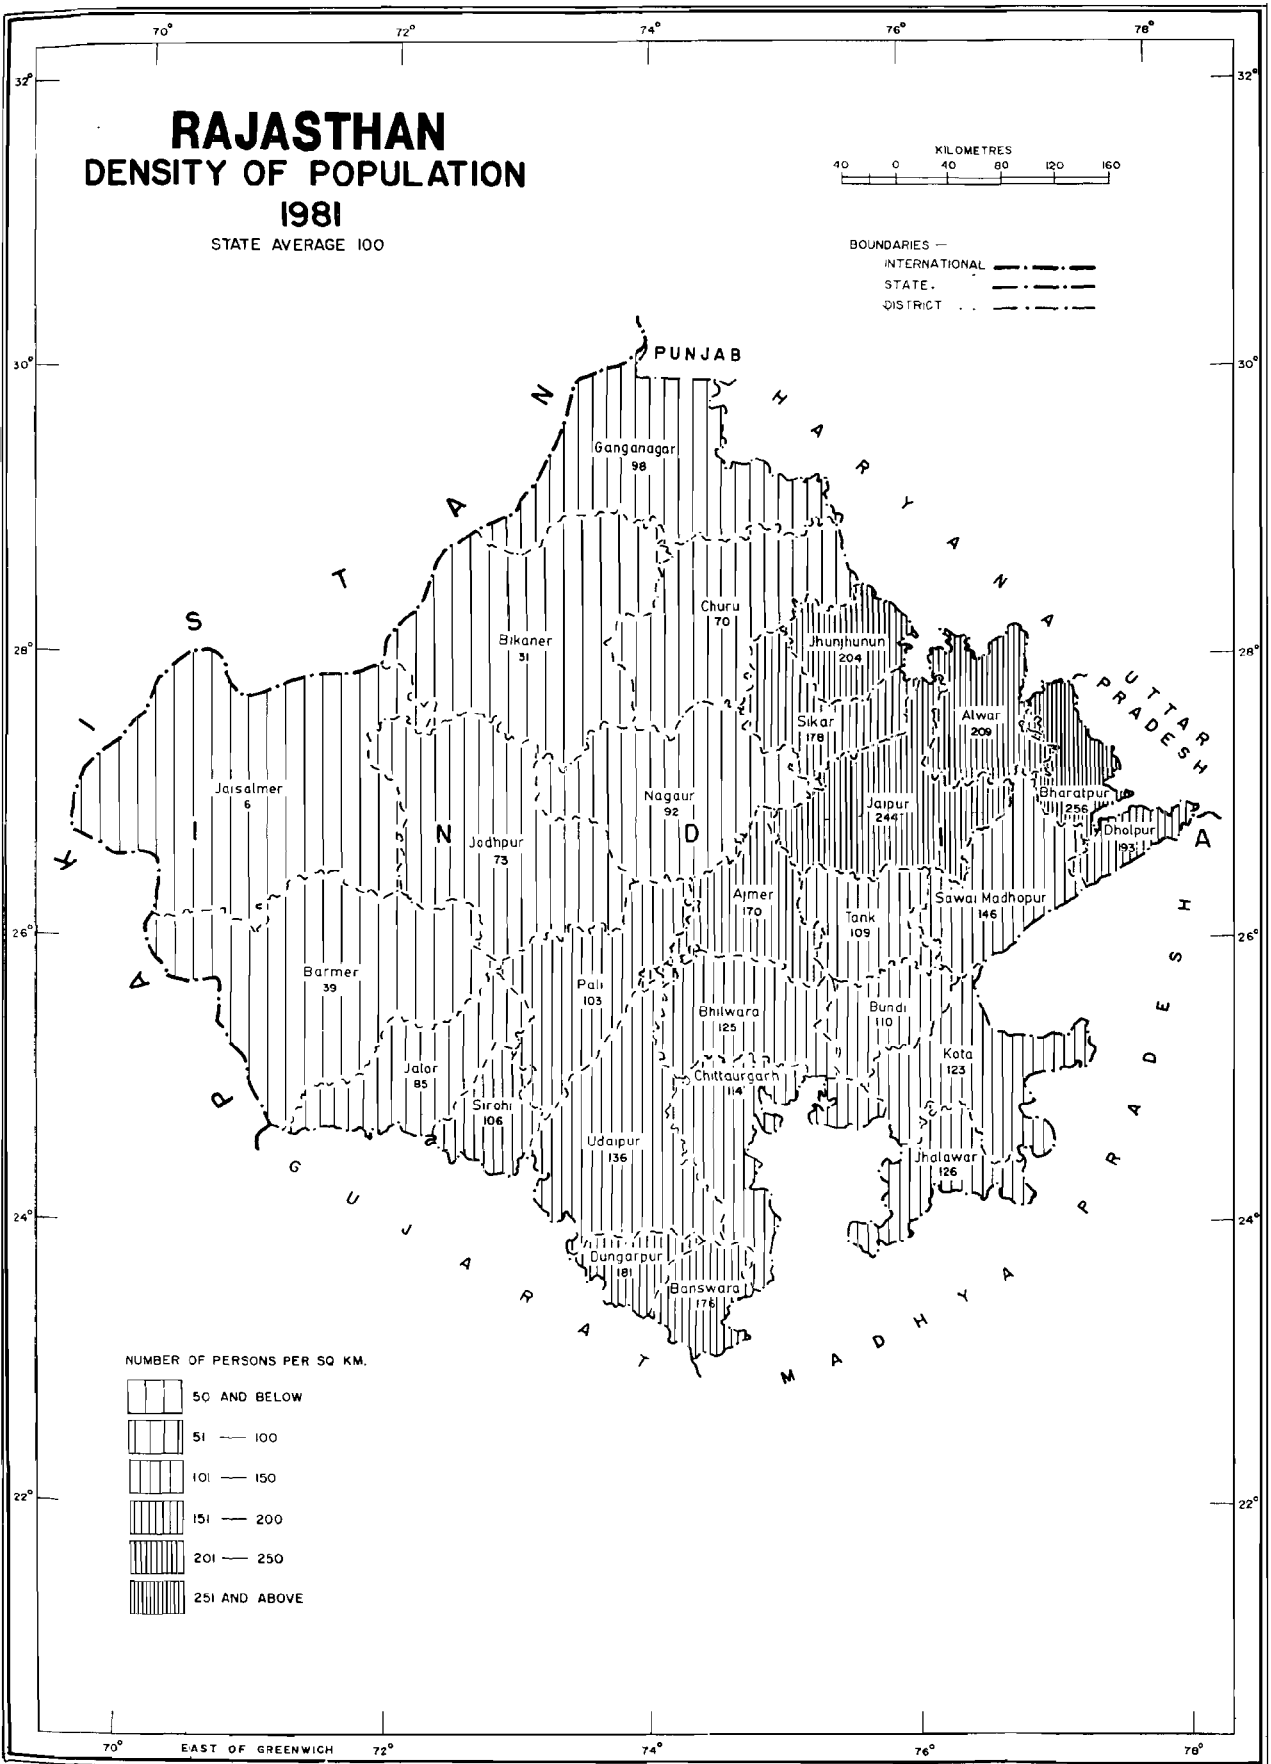 70° 72° 74° 76° 78°
32° 32°
RAJASTHAN
DENSITY OF POPULATION
1981
STATE AVERAGE 100
KILOMETRES
40 0 40 80 120 160
BOUNDARIES —
INTERNATIONAL
STATE.
DISTRICT . .
30° 30°
PUNJAB
HARYANA
UTTAR
PRADESH
PAKISTAN
INDIA
Ganganagar
98
Churu
70
Bikaner
31
Jhunjhunun
204
28° 28°
Sikar
178
Alwar
209
Jaisalmer
6
Nagaur
92
Jaipur
244
Bharatpur
256
Dholpur
193
Jodhpur
73
Ajmer
170
Tank
109
Sawai Madhopur
146
26° 26°
Barmer
39
Pali
103
Bhilwara
125
Bundi
110
Kota
123
Jalor
85
Chittaurgarh
114
Sirohi
106
Udaipur
136
Jhalawar
126
24° 24°
Dungarpur
181
Banswara
176
GUJARAT
MADHYA PRADESH
NUMBER OF PERSONS PER SQ KM.
50 AND BELOW
51 — 100
101 — 150
151 — 200
201 — 250
251 AND ABOVE
22° 22°
70° EAST OF GREENWICH 72° 74° 76° 78°